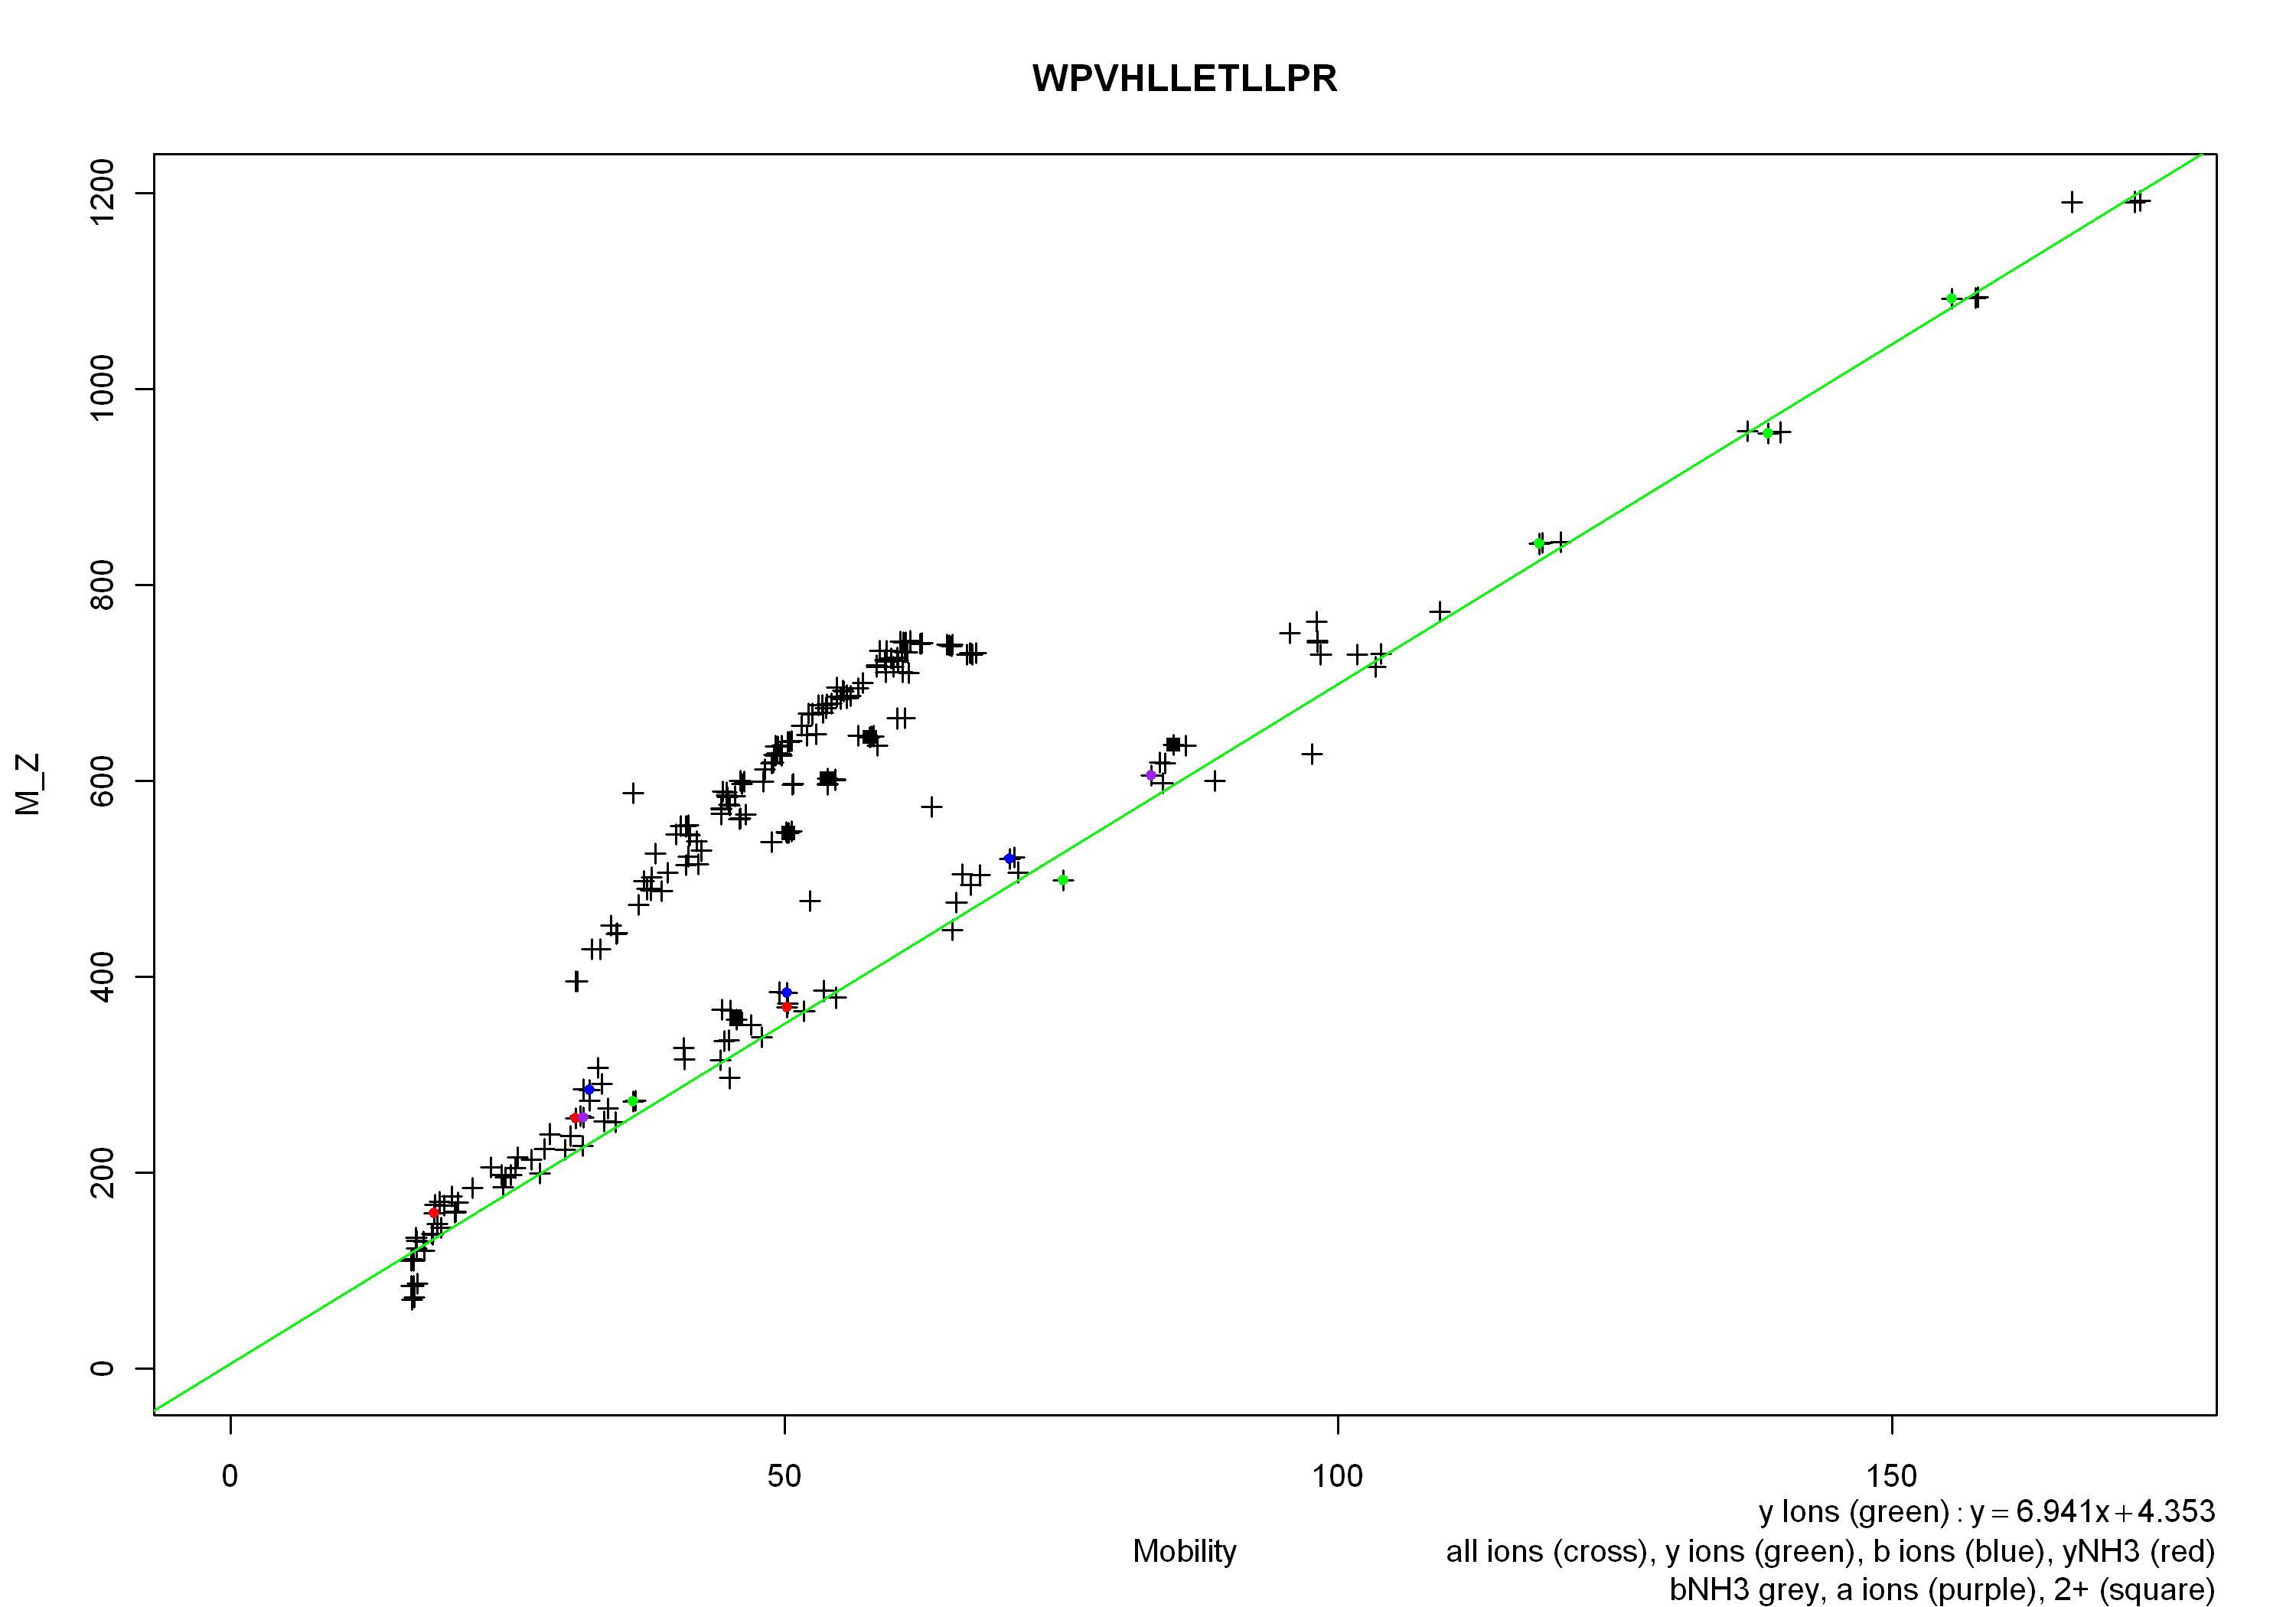 WPVHLLETLLPR
1200
1000
800
600
400
200
0
M_Z
0 50 100 150
y Ions (green) : y = 6.941x + 4.353
Mobility
all ions (cross), y ions (green), b ions (blue), yNH3 (red)
bNH3 grey, a ions (purple), 2+ (square)